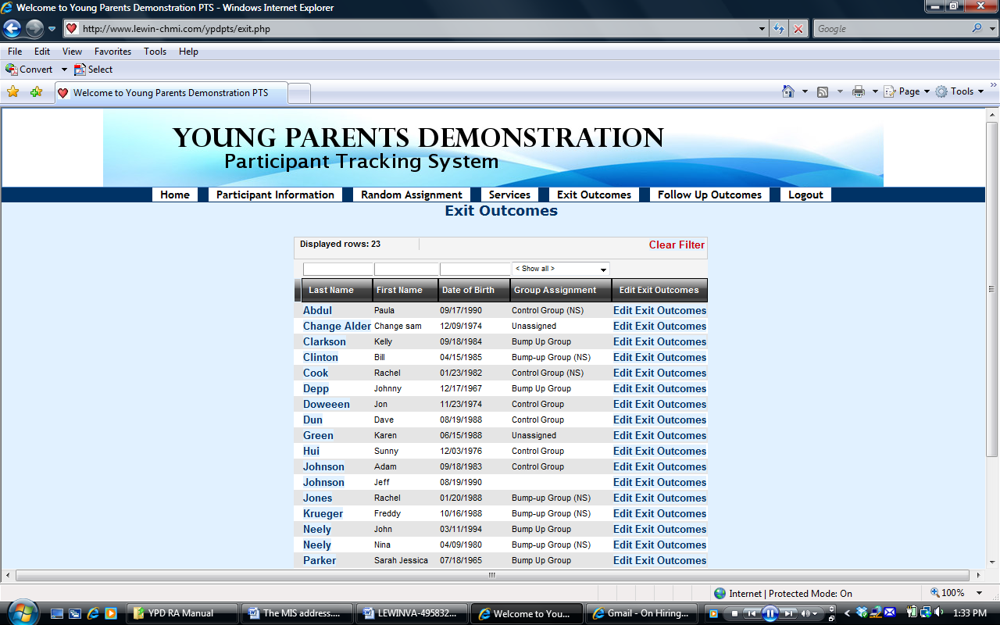 Welcome to Young Parents Demonstration PTS - Windows Internet Explorer
http://www.lewin-chmi.com/ypdpts/exit.php
Google
File Edit View Favorites Tools Help
Convert Select
Welcome to Young Parents Demonstration PTS
Page Tools
YOUNG PARENTS DEMONSTRATION
Participant Tracking System
Home Participant Information Random Assignment Services Exit Outcomes Follow Up Outcomes Logout
Exit Outcomes
Displayed rows: 23 Clear Filter
< Show all >
Last Name First Name Date of Birth Group Assignment Edit Exit Outcomes
Abdul Paula 09/17/1990 Control Group (NS) Edit Exit Outcomes
Change Alder Change sam 12/09/1974 Unassigned Edit Exit Outcomes
Clarkson Kelly 09/18/1984 Bump Up Group Edit Exit Outcomes
Clinton Bill 04/15/1985 Bump-up Group (NS) Edit Exit Outcomes
Cook Rachel 01/23/1982 Control Group (NS) Edit Exit Outcomes
Depp Johnny 12/17/1967 Bump Up Group Edit Exit Outcomes
Doweeen Jon 11/23/1974 Control Group Edit Exit Outcomes
Dun Dave 08/19/1988 Control Group Edit Exit Outcomes
Green Karen 06/15/1988 Unassigned Edit Exit Outcomes
Hui Sunny 12/03/1976 Control Group Edit Exit Outcomes
Johnson Adam 09/18/1983 Control Group Edit Exit Outcomes
Johnson Jeff 08/19/1990 Edit Exit Outcomes
Jones Rachel 01/20/1988 Bump-up Group (NS) Edit Exit Outcomes
Krueger Freddy 10/16/1988 Bump-up Group (NS) Edit Exit Outcomes
Neely John 03/11/1994 Bump Up Group Edit Exit Outcomes
Neely Nina 04/09/1980 Bump-up Group (NS) Edit Exit Outcomes
Parker Sarah Jessica 07/18/1965 Bump Up Group Edit Exit Outcomes
Internet | Protected Mode: On 100%
YPD RA Manual The MIS address.... LEWINVA-495832... Welcome to You... Gmail - On Hiring... 1:33 PM